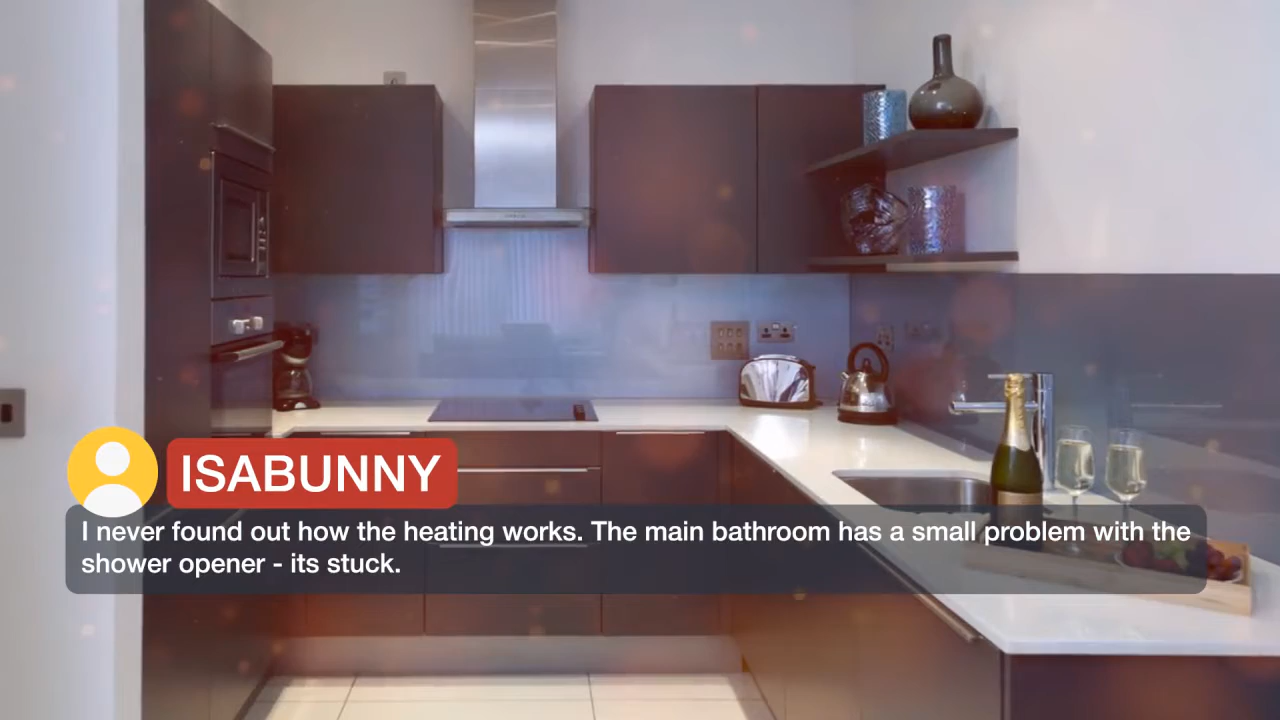 ISABUNNY
I never found out how the heating works. The main bathroom has a small problem with the
shower opener - its stuck.